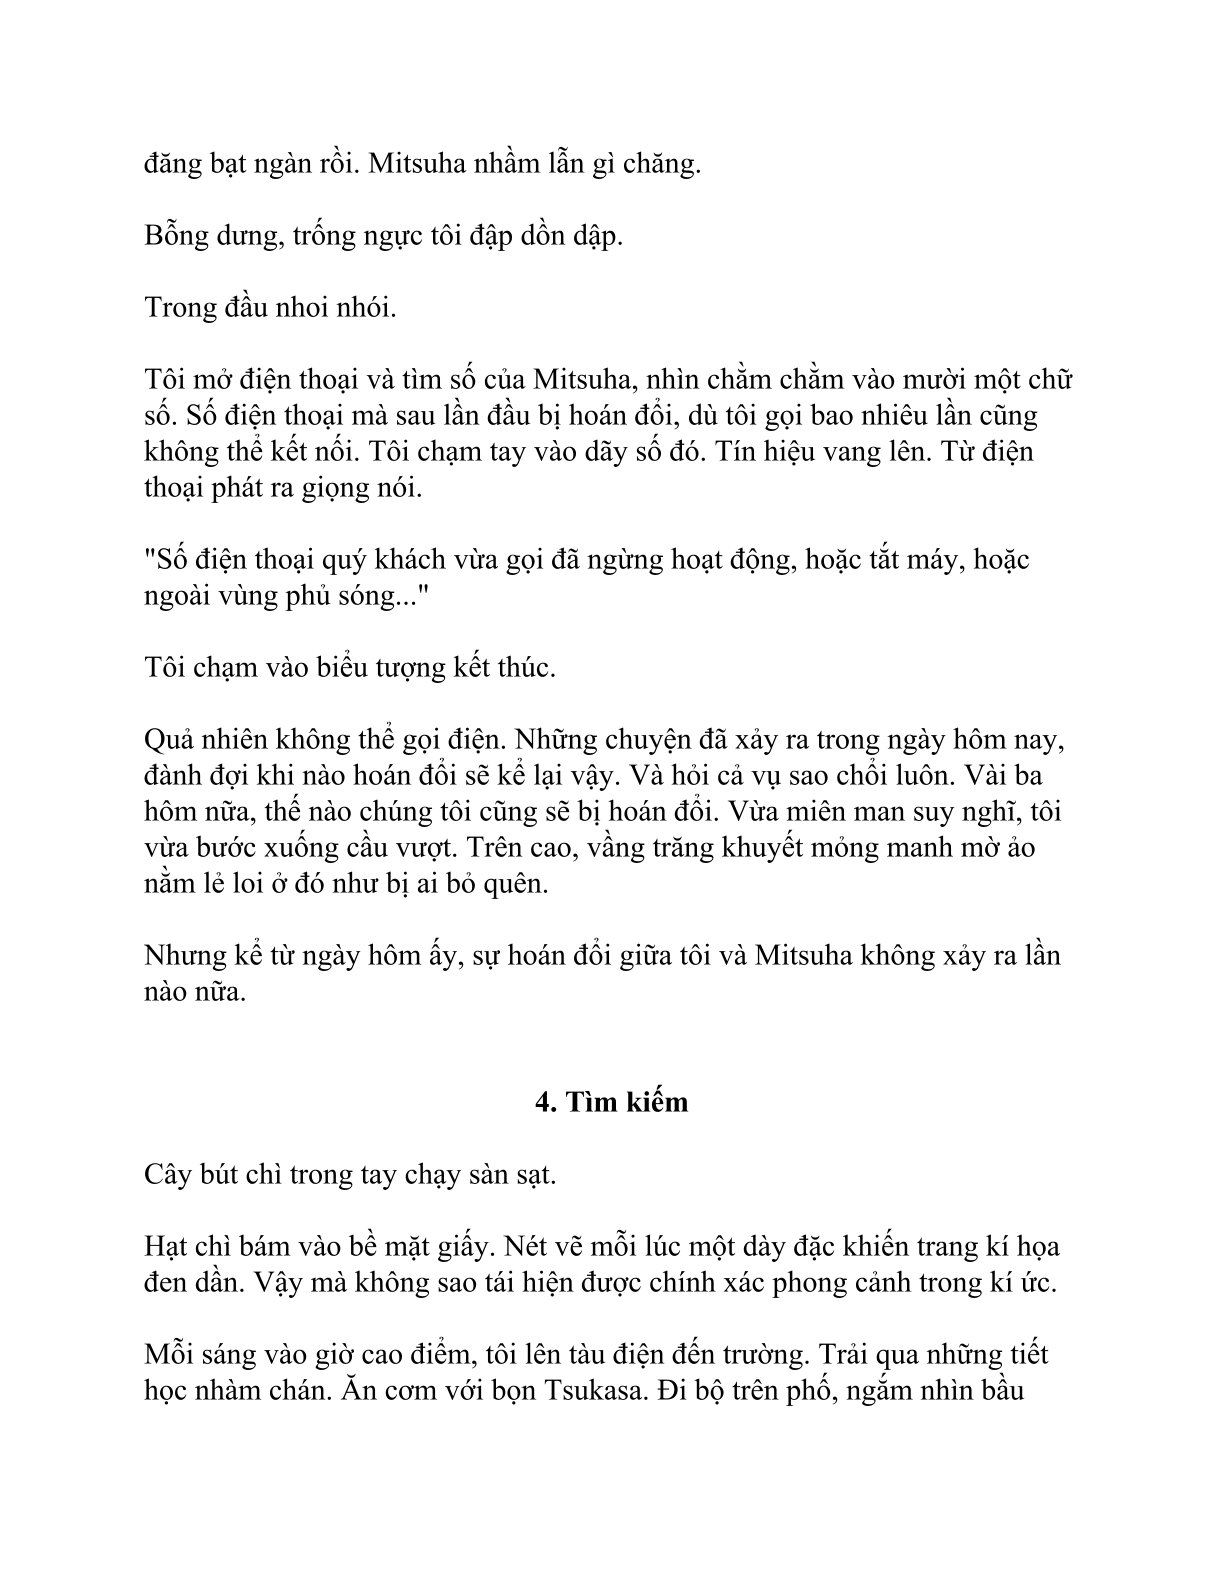 đăng bạt ngàn rồi. Mitsuha nhầm lẫn gì chăng.
Bỗng dưng, trống ngực tôi đập dồn dập.
Trong đầu nhoi nhói.
Tôi mở điện thoại và tìm số của Mitsuha, nhìn chằm chằm vào mười một chữ
số. Số điện thoại mà sau lần đầu bị hoán đổi, dù tôi gọi bao nhiêu lần cũng
không thể kết nối. Tôi chạm tay vào dãy số đó. Tín hiệu vang lên. Từ điện
thoại phát ra giọng nói.
"Số điện thoại quý khách vừa gọi đã ngừng hoạt động, hoặc tắt máy, hoặc
ngoài vùng phủ sóng..."
Tôi chạm vào biểu tượng kết thúc.
Quả nhiên không thể gọi điện. Những chuyện đã xảy ra trong ngày hôm nay,
đành đợi khi nào hoán đổi sẽ kể lại vậy. Và hỏi cả vụ sao chổi luôn. Vài ba
hôm nữa, thế nào chúng tôi cũng sẽ bị hoán đổi. Vừa miên man suy nghĩ, tôi
vừa bước xuống cầu vượt. Trên cao, vầng trăng khuyết mỏng manh mờ ảo
nằm lẻ loi ở đó như bị ai bỏ quên.
Nhưng kể từ ngày hôm ấy, sự hoán đổi giữa tôi và Mitsuha không xảy ra lần
nào nữa.
4. Tìm kiếm
Cây bút chì trong tay chạy sàn sạt.
Hạt chì bám vào bề mặt giấy. Nét vẽ mỗi lúc một dày đặc khiến trang kí họa
đen dần. Vậy mà không sao tái hiện được chính xác phong cảnh trong kí ức.
Mỗi sáng vào giờ cao điểm, tôi lên tàu điện đến trường. Trải qua những tiết
học nhàm chán. Ăn cơm với bọn Tsukasa. Đi bộ trên phố, ngắm nhìn bầu